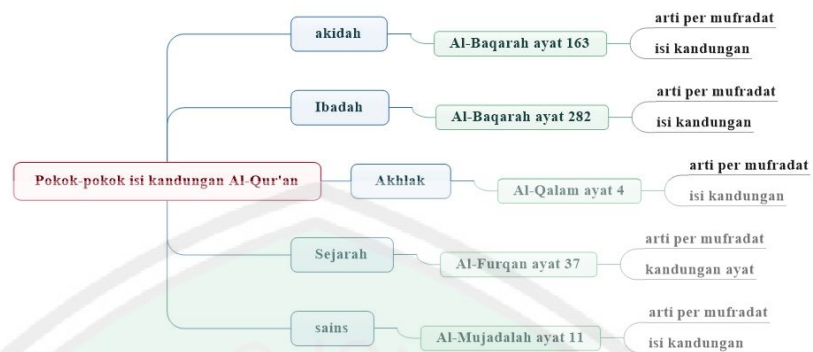 Pokok-pokok isi kandungan Al-Qur'an
akidah
Al-Baqarah ayat 163
arti per mufradat
isi kandungan
Ibadah
Al-Baqarah ayat 282
arti per mufradat
isi kandungan
Akhlak
Al-Qalam ayat 4
arti per mufradat
isi kandungan
Sejarah
Al-Furqan ayat 37
arti per mufradat
kandungan ayat
sains
Al-Mujadalah ayat 11
arti per mufradat
isi kandungan